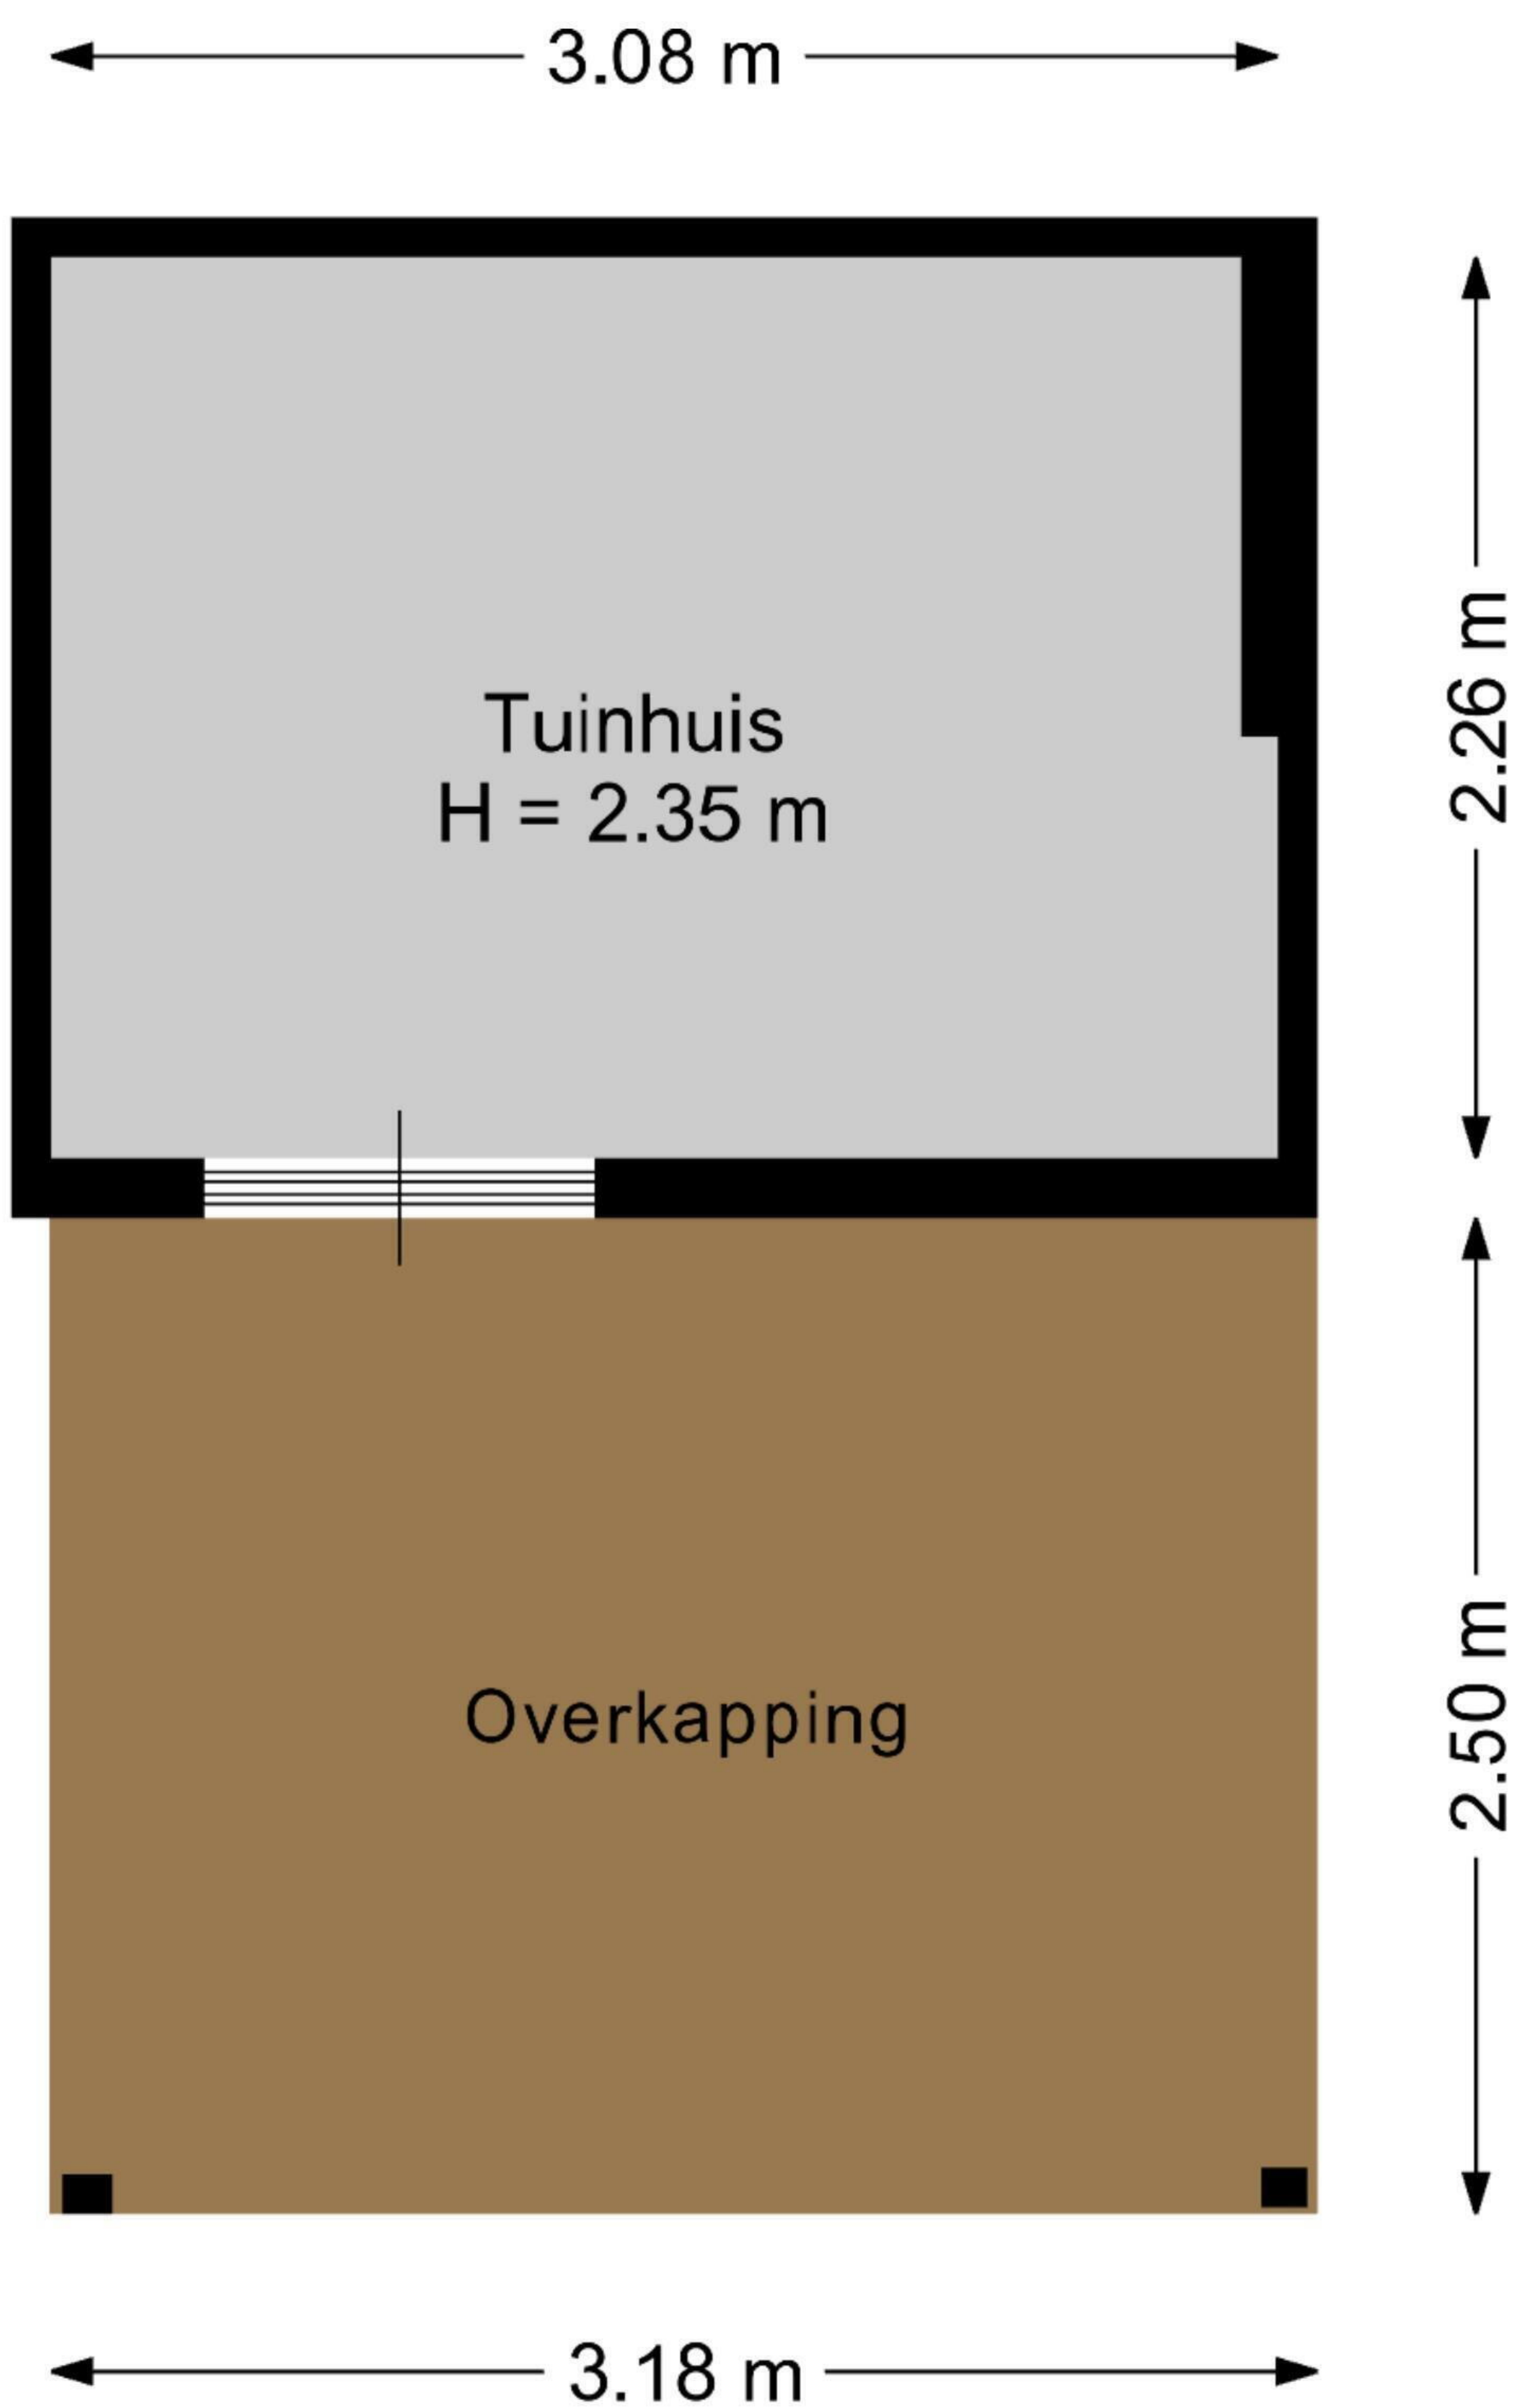 3.08 m
2.26 m
Tuinhuis
H = 2.35 m
Overkapping
2.50 m
3.18 m